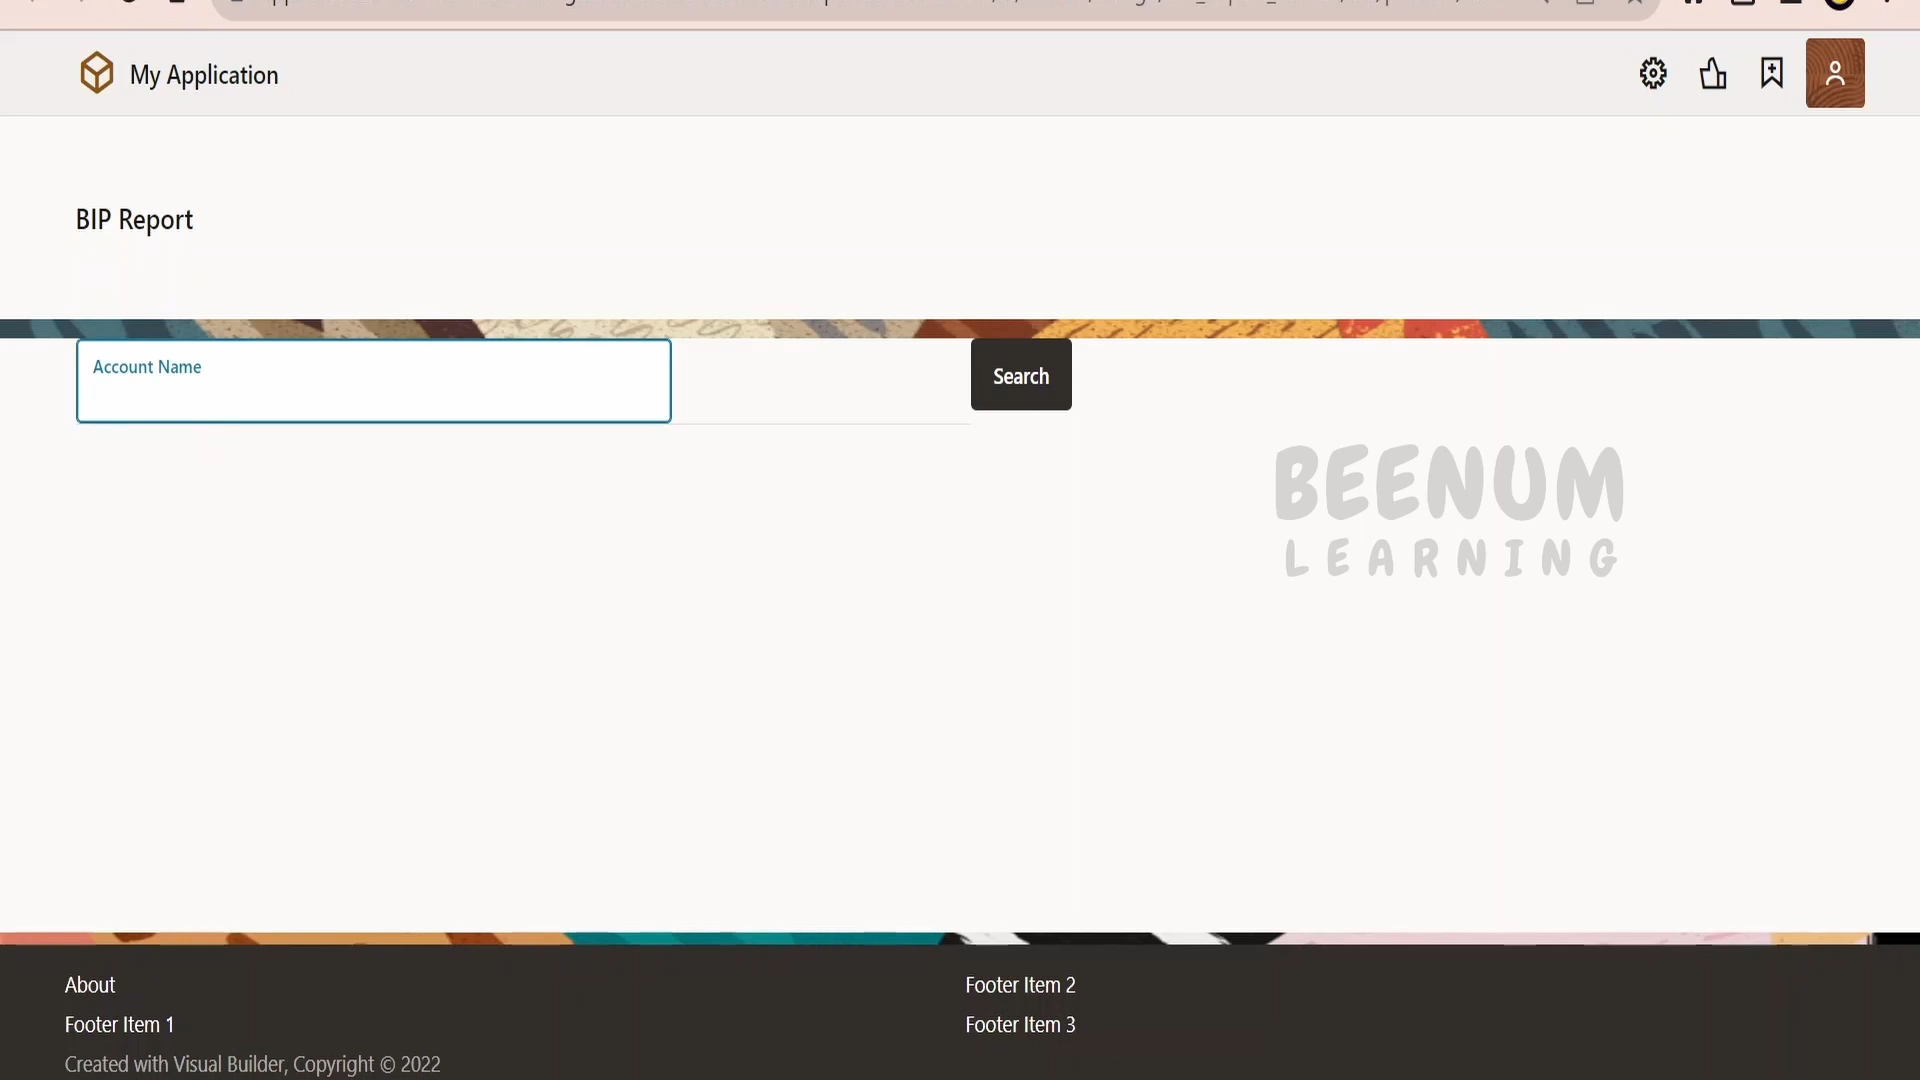 My Application
BIP Report
Account Name
Search
BEENUM
LEARNING
About
Footer Item 2
Footer Item 1
Footer Item 3
Created with Visual Builder, Copyright © 2022